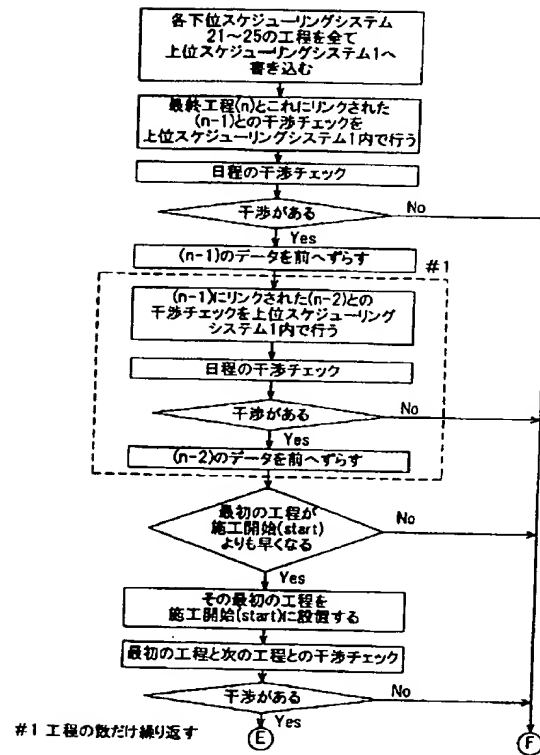 各下位スケジューリングシステム
21〜25の工程を全て
上位スケジューリングシステム1へ
書き込む
最終工程(n)とこれにリンクされた
(n-1)との干渉チェックを
上位スケジューリングシステム1内で行う
日程の干渉チェック
干渉がある
No
Yes
(n-1)のデータを前へずらす
#1
(n-1)にリンクされた(n-2)との
干渉チェックを上位スケジューリング
システム1内で行う
日程の干渉チェック
干渉がある
No
Yes
(n-2)のデータを前へずらす
最初の工程が
施工開始(start)
よりも早くなる
No
Yes
その最初の工程を
施工開始(start)に設置する
最初の工程と次の工程との干渉チェック
干渉がある
No
Yes
#1 工程の数だけ繰り返す
E
F